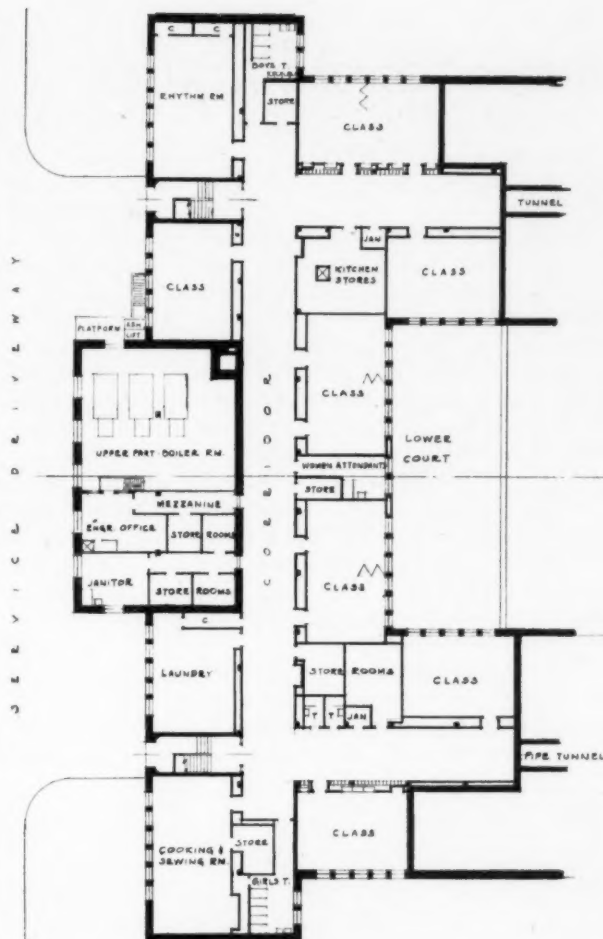 C
C
BOYS T.
RHYTHM RM.
STORE
CLASS
TUNNEL
JAN
CLASS
KITCHEN
STORES
CLASS
PLATFORM
ASH
LIFT
SERVICE DRIVEWAY
CORRIDOR
CLASS
LOWER
COURT
UPPER PART BOILER RM.
WOMEN ATTENDANTS
STORE
MEZZANINE
ENGR. OFFICE
STORE
ROOMS
CLASS
JANITOR
STORE
ROOMS
C
LAUNDRY
STORE
ROOMS
CLASS
T
T
JAN
PIPE TUNNEL
CLASS
STORE
COOKING &
SEWING RM.
GIRLS T.